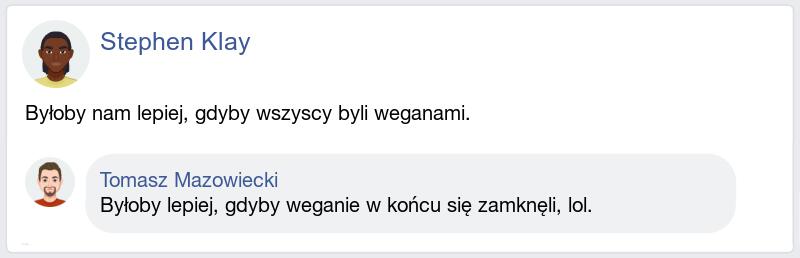 Stephen Klay
Byłoby nam lepiej, gdyby wszyscy byli weganami.
Tomasz Mazowiecki
Byłoby lepiej, gdyby weganie w końcu się zamknęli, lol.